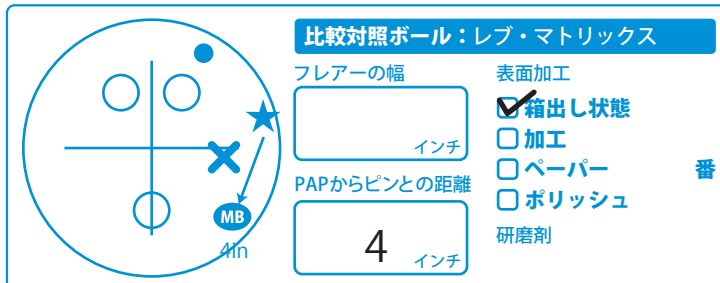 比較対照ボール：レブ・マトリックス
フレアーの幅
インチ
PAPからピンとの距離
4
インチ
表面加工
箱出し状態
加工
ペーパー 番
ポリッシュ
研磨剤
MB
4in